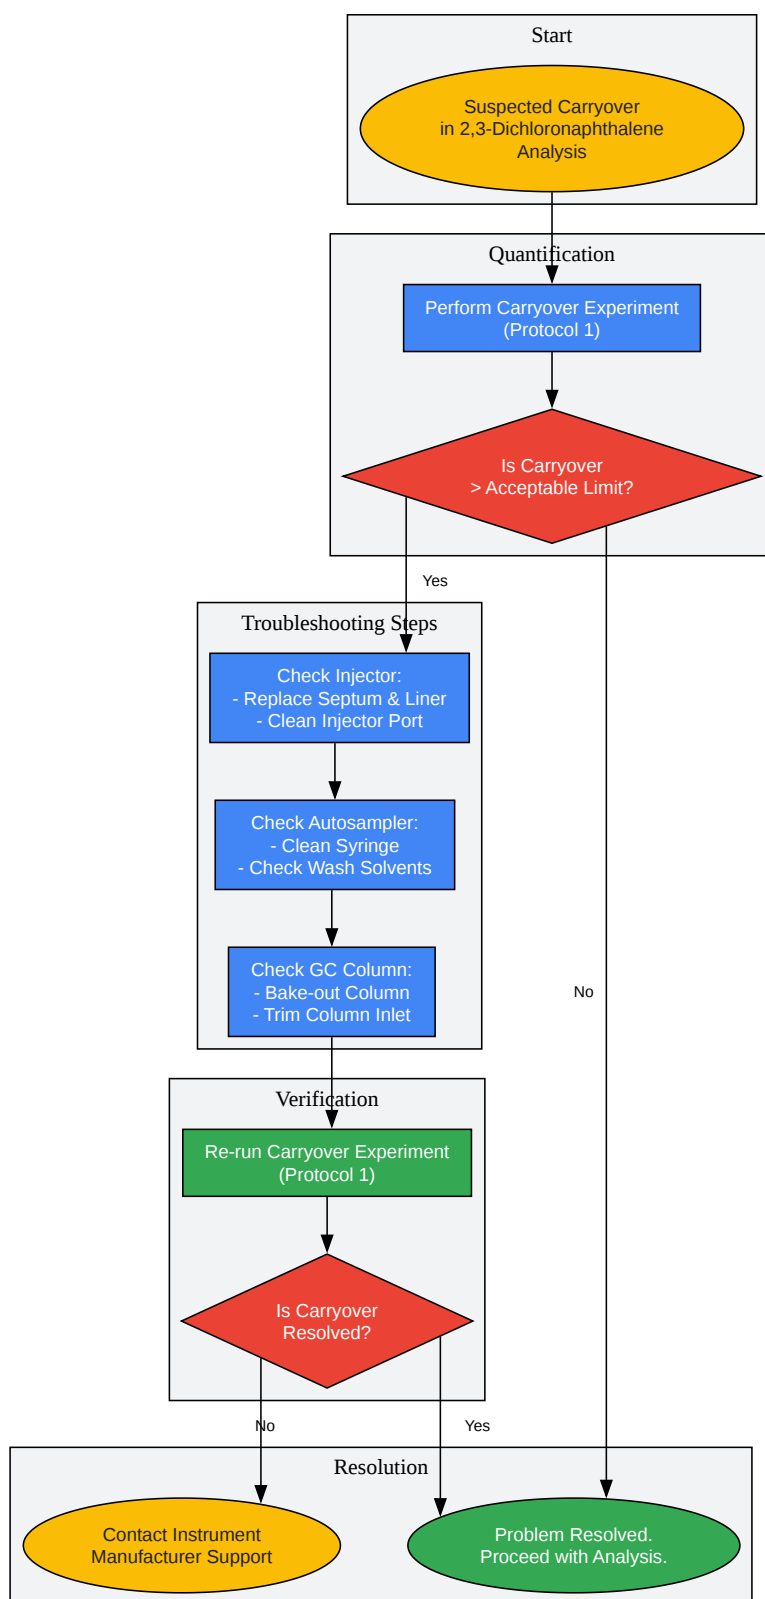 Start
Suspected Carryover
in 2,3-Dichloronaphthalene
Analysis
Quantification
Perform Carryover Experiment
(Protocol 1)
Is Carryover
> Acceptable Limit?
Yes
Troubleshooting Steps
Check Injector:
- Replace Septum & Liner
- Clean Injector Port
Check Autosampler:
- Clean Syringe
- Check Wash Solvents
Check GC Column:
- Bake-out Column
- Trim Column Inlet
No
Verification
Re-run Carryover Experiment
(Protocol 1)
Is Carryover
Resolved?
No
Yes
Resolution
Contact Instrument
Manufacturer Support
Problem Resolved.
Proceed with Analysis.